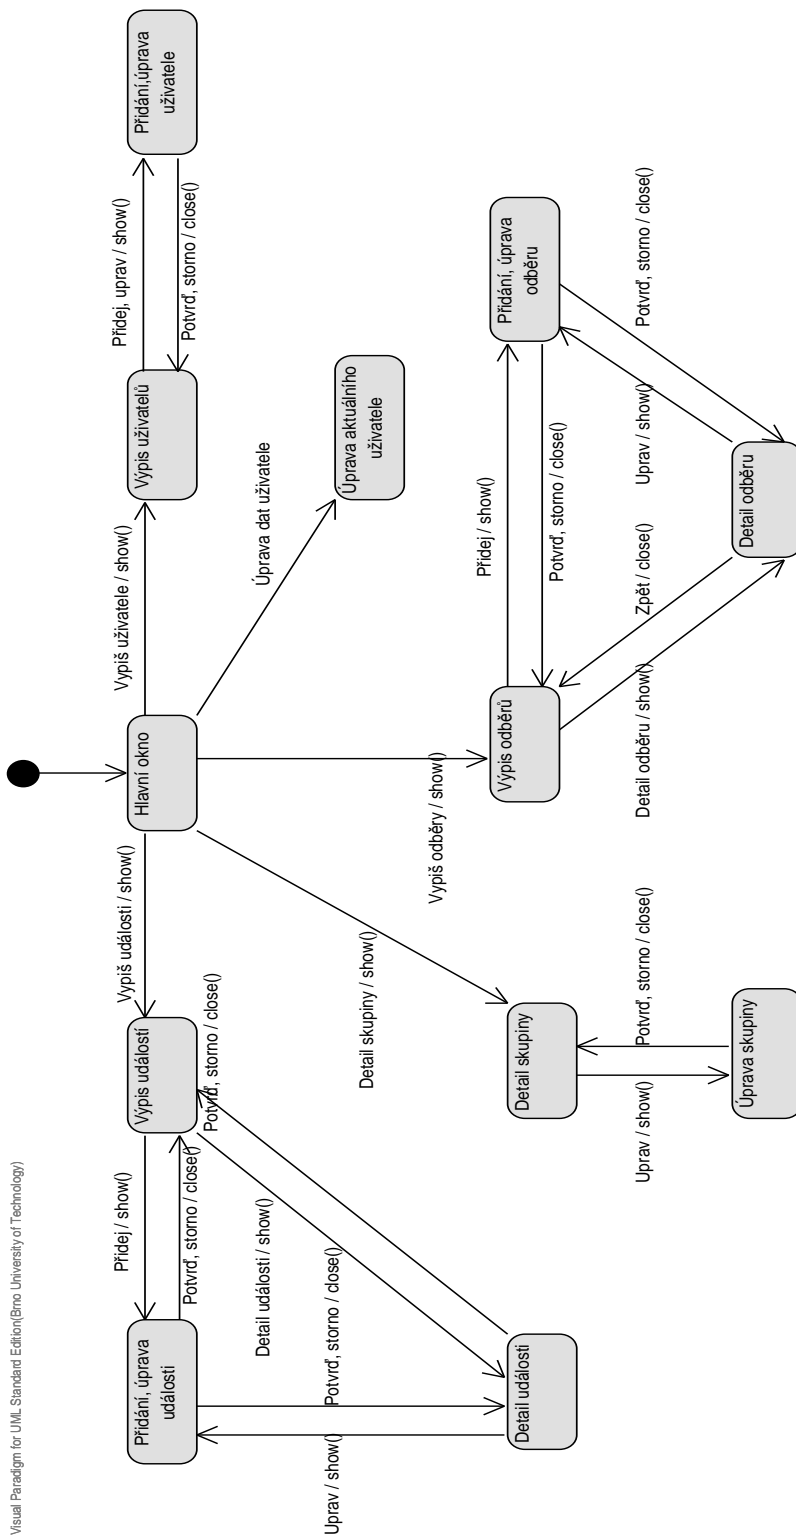 Visual Paradigm for UML Standard Edition(Brno University of Technology)
Přidej / show()
Vypiš události / show()
Vypiš uživatele / show()
Přidej, uprav / show()
Přidání, úprava
události
Výpis událostí
Hlavní okno
Výpis uživatelů
Přidání,úprava
uživatele
Potvrď, storno / close()
Potvrď, storno / close()
Potvrď, storno / close()
Detail události / show()
Úprava dat uživatele
Úprava aktuálního
uživatele
Uprav / show()
Potvrď, storno / close()
Detail skupiny / show()
Vypiš odběry / show()
Přidej / show()
Detail události
Detail skupiny
Výpis odběrů
Přidání, úprava
odběru
Potvrď, storno / close()
Uprav / show()
Potvrď, storno / close()
Detail odběru / show()
Zpět / close()
Uprav / show()
Potvrď, storno / close()
Úprava skupiny
Detail odběru